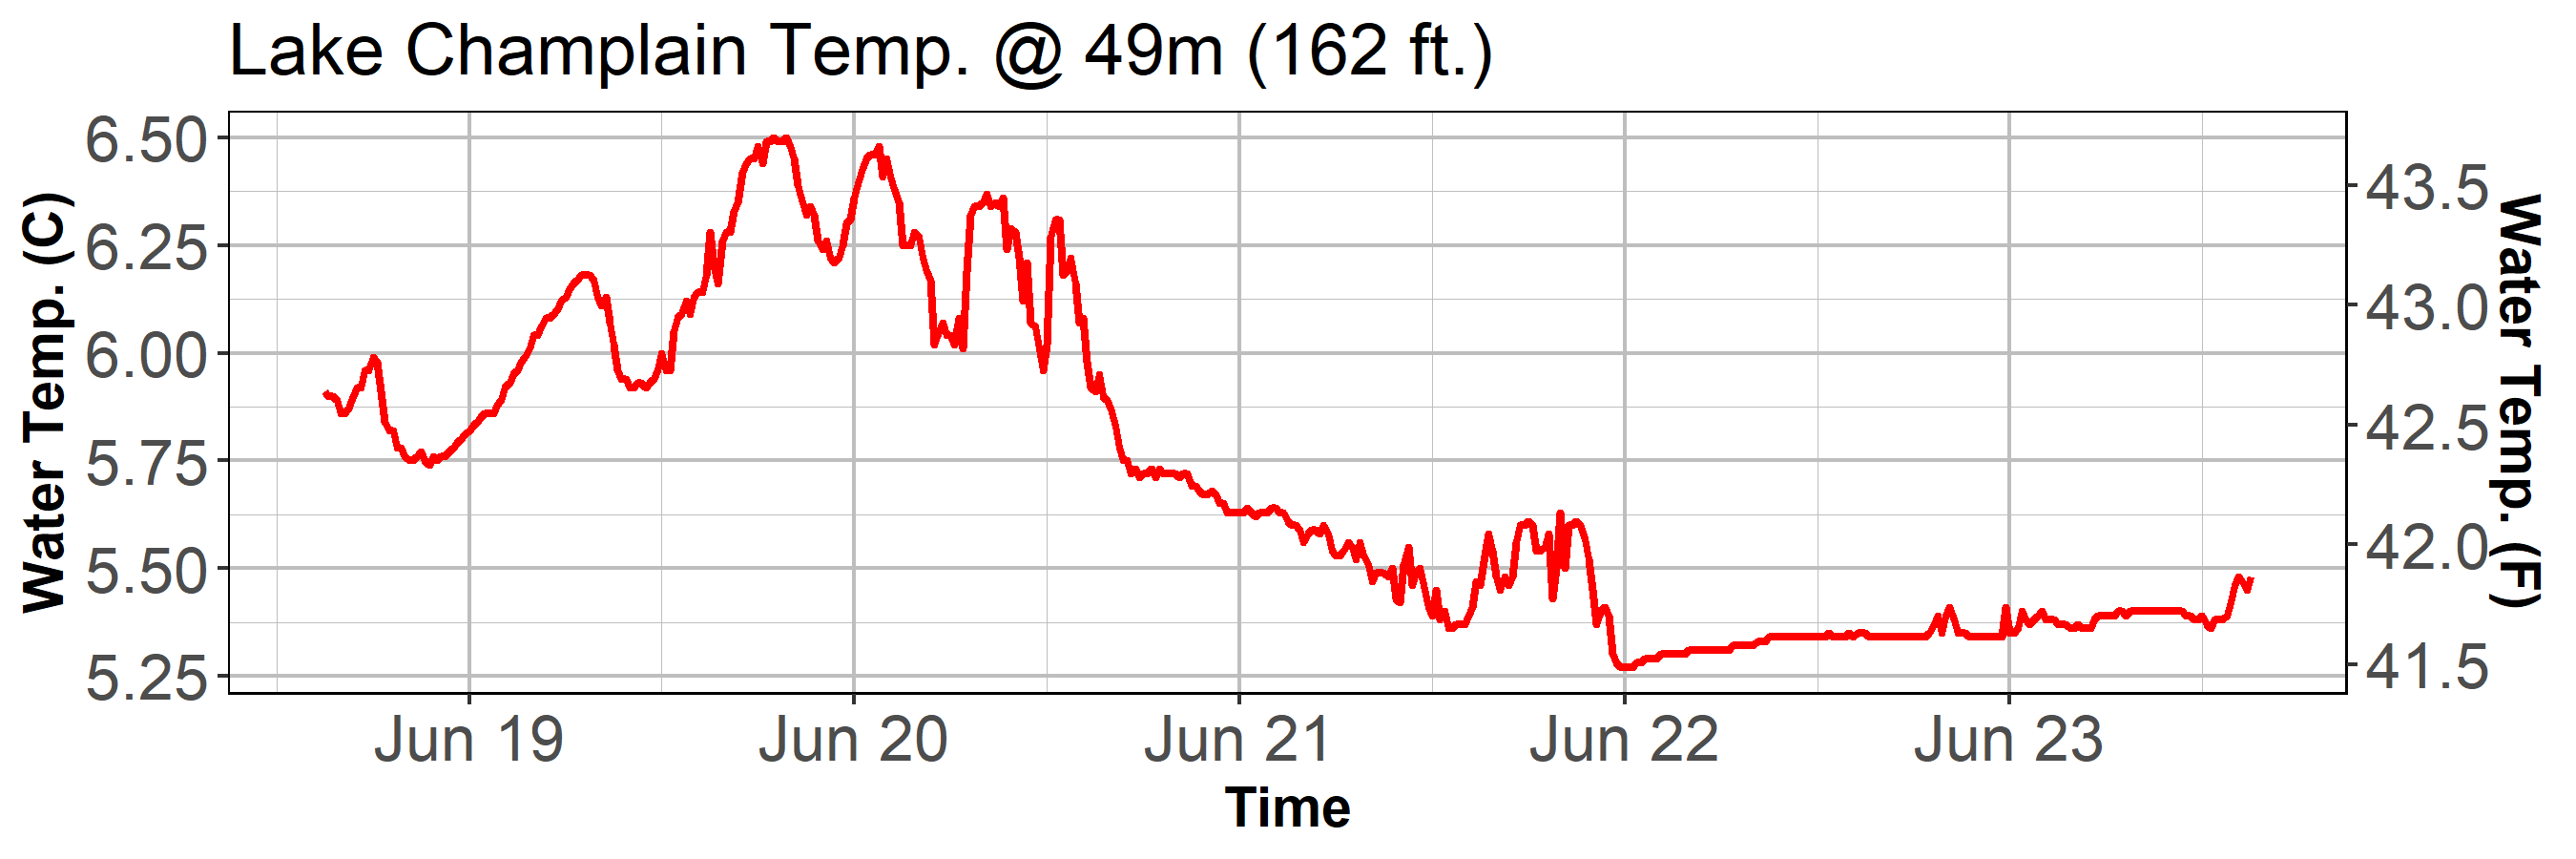 Lake Champlain Temp. @ 49m (162 ft.)
Water Temp. (C)
6.50
6.25
6.00
5.75
5.50
5.25
43.5
43.0
42.5
42.0
41.5
Water Temp. (F)
Jun 19
Jun 20
Jun 21
Jun 22
Jun 23
Time